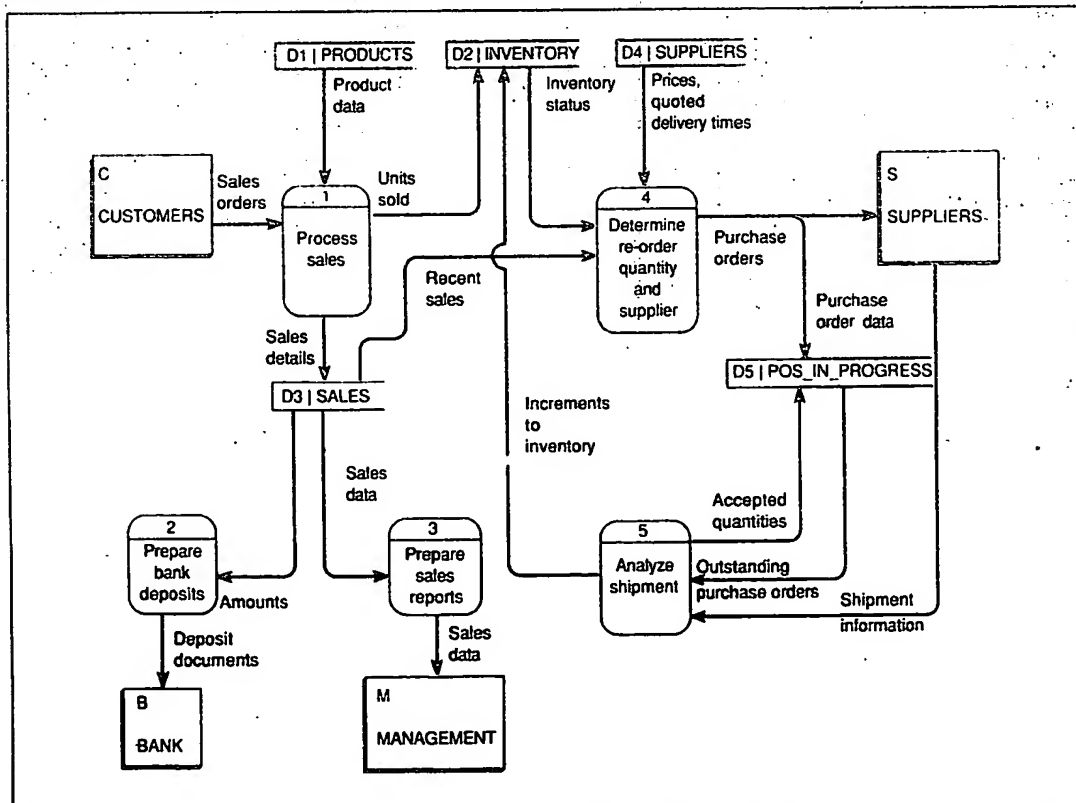 D1 | PRODUCTS
D2 | INVENTORY
D4 | SUPPLIERS
Product
data
Inventory
status
Prices,
quoted
delivery times
C
CUSTOMERS
Sales
orders
1
Process
sales
Units
sold
4
Determine
re-order
quantity
and
supplier
S
SUPPLIERS
Purchase
orders
Recent
sales
Purchase
order data
Sales
details
D3 | SALES
D5 | POS_IN_PROGRESS
Increments
to
inventory
Sales
data
Accepted
quantities
2
Prepare
bank
deposits
3
Prepare
sales
reports
5
Analyze
shipment
Outstanding
purchase orders
Amounts
Shipment
information
Deposit
documents
Sales
data
B
BANK
M
MANAGEMENT